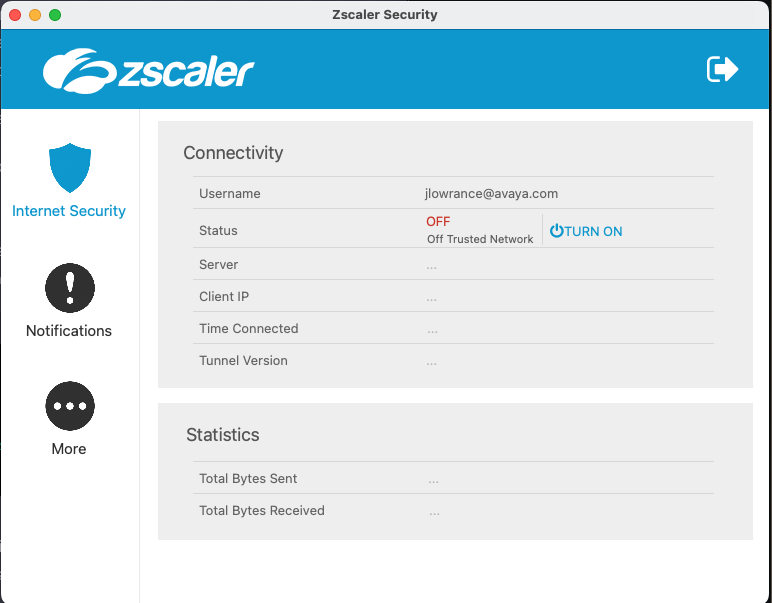 Zscaler Security
zscaler
Internet Security
Notifications
More
Connectivity
Username jlowrance@avaya.com
Status OFF
Off Trusted Network
TURN ON
Server ...
Client IP ...
Time Connected ...
Tunnel Version ...
Statistics
Total Bytes Sent ...
Total Bytes Received ...